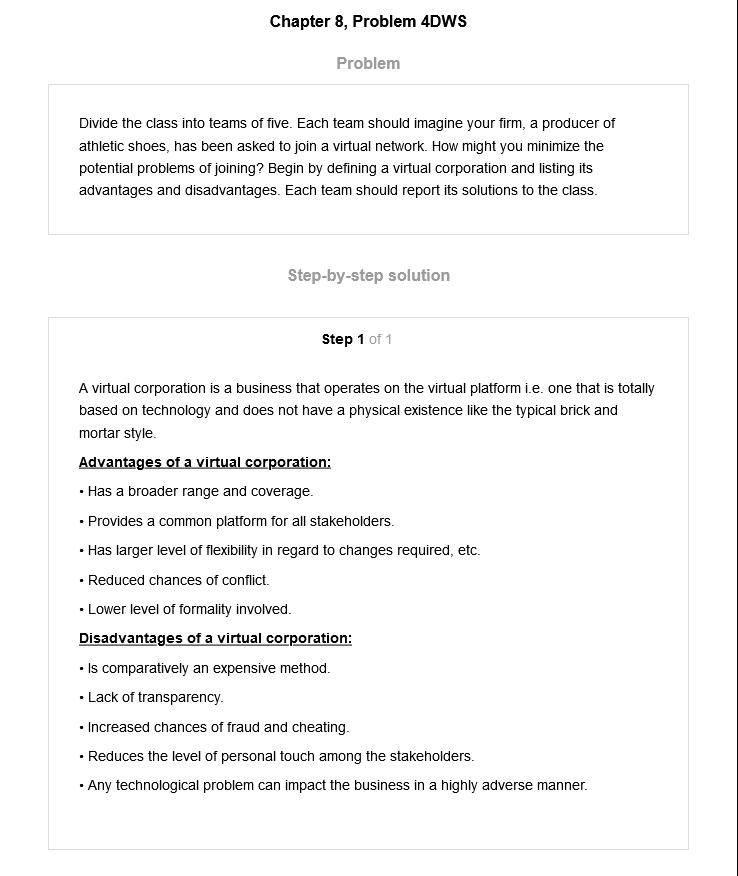 Chapter 8, Problem 4DWS
Problem
Divide the class into teams of five. Each team should imagine your firm, a producer of
athletic shoes, has been asked to join a virtual network. How might you minimize the
potential problems of joining? Begin by defining a virtual corporation and listing its
advantages and disadvantages. Each team should report its solutions to the class.
Step-by-step solution
Step 1 of 1
A virtual corporation is a business that operates on the virtual platform i.e. one that is totally
based on technology and does not have a physical existence like the typical brick and
mortar style.
Advantages of a virtual corporation:
• Has a broader range and coverage.
• Provides a common platform for all stakeholders.
• Has larger level of flexibility in regard to changes required, etc.
• Reduced chances of conflict.
• Lower level of formality involved.
Disadvantages of a virtual corporation:
• Is comparatively an expensive method.
• Lack of transparency.
• Increased chances of fraud and cheating.
• Reduces the level of personal touch among the stakeholders.
• Any technological problem can impact the business in a highly adverse manner.